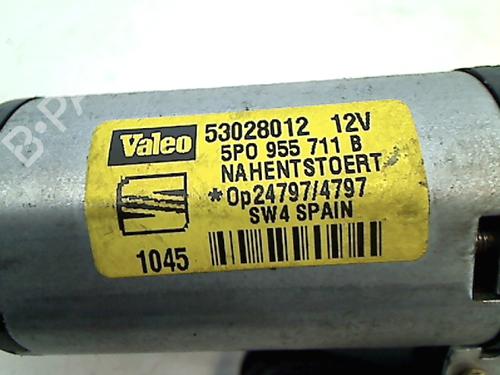 Valeo 53028012 12V
5P0 955 711 B
NAHENTSTOERT
*Op24797/4797
SW4 SPAIN
1045